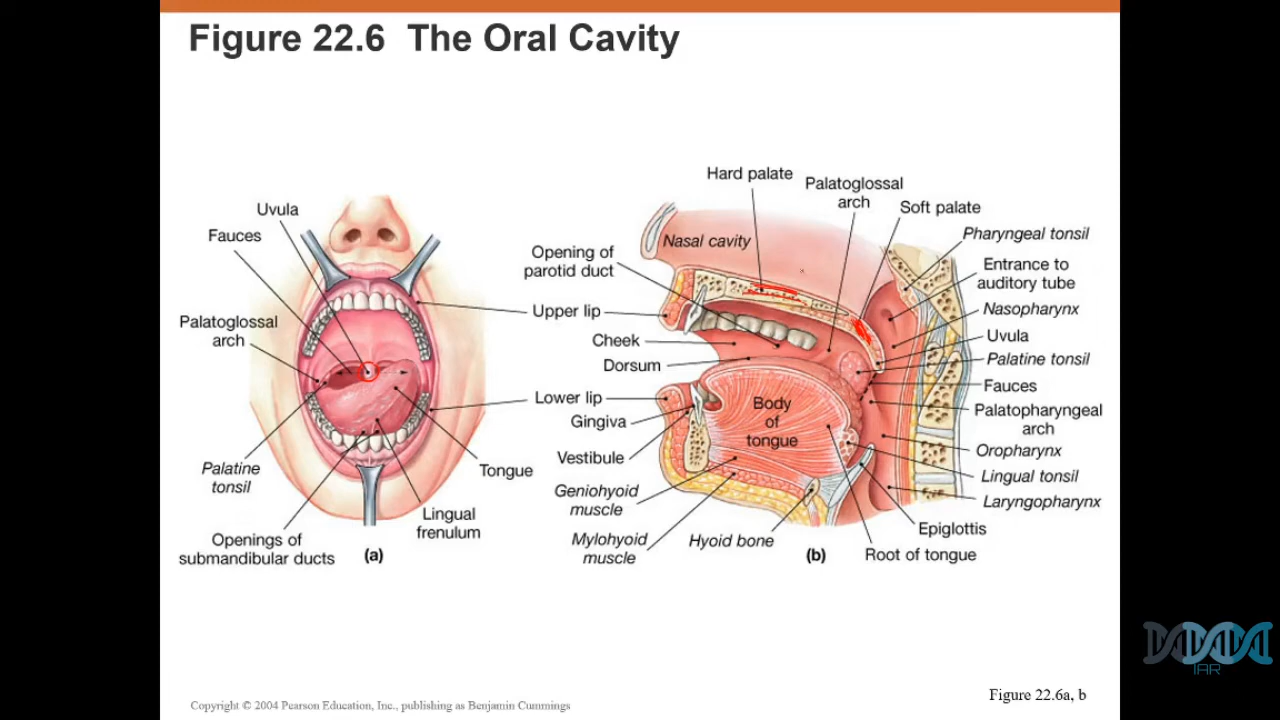 Figure 22.6  The Oral Cavity
Uvula
Fauces
Palatoglossal
arch
Palatine
tonsil
Openings of
submandibular ducts
(a)
Lingual
frenulum
Tongue
Upper lip
Lower lip
Hard palate
Palatoglossal
arch
Soft palate
Nasal cavity
Opening of
parotid duct
Cheek
Dorsum
Gingiva
Vestibule
Geniohyoid
muscle
Mylohyoid
muscle
Hyoid bone
(b)
Body
of
tongue
Pharyngeal tonsil
Entrance to
auditory tube
Nasopharynx
Uvula
Palatine tonsil
Fauces
Palatopharyngeal
arch
Oropharynx
Lingual tonsil
Laryngopharynx
Epiglottis
Root of tongue
IAR
Figure 22.6a, b
Copyright © 2004 Pearson Education, Inc., publishing as Benjamin Cummings